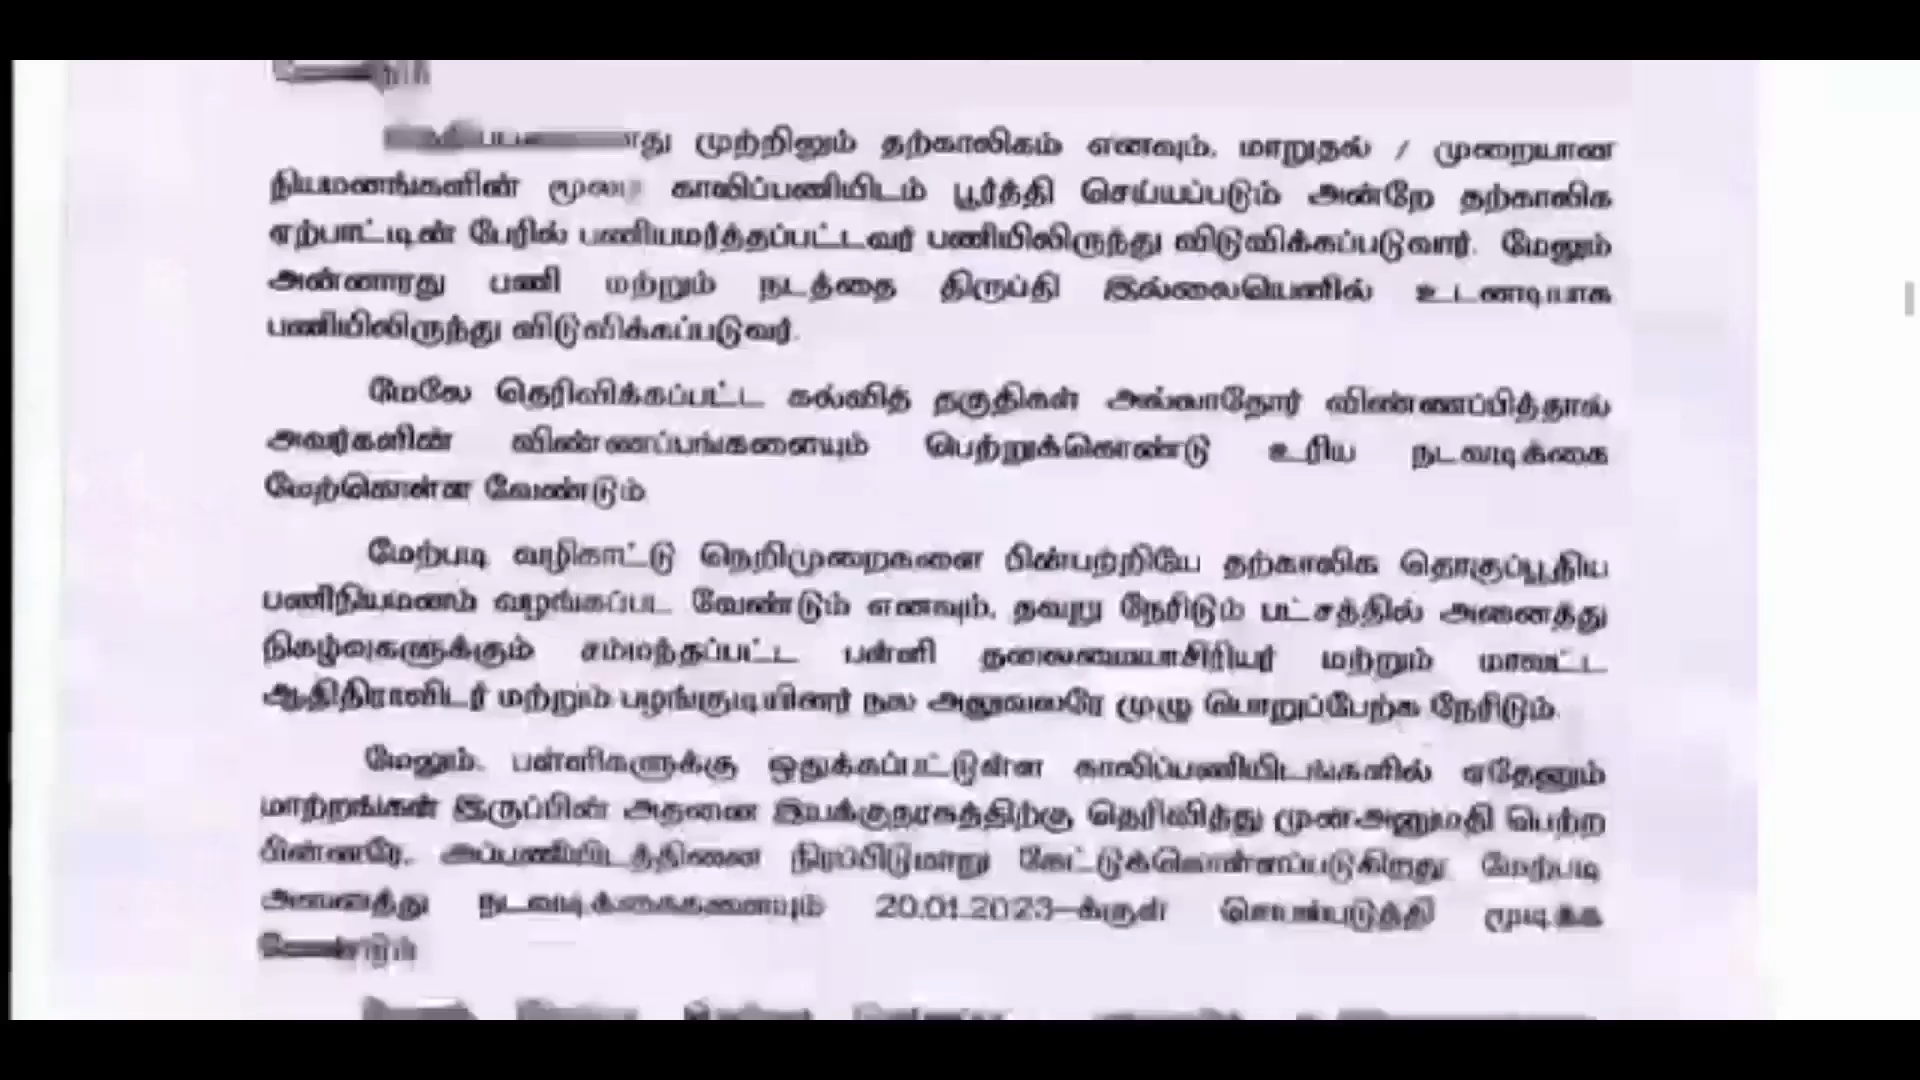 முற்றிலும் தற்காலிகம் எனவும், மாறுதல் / முறையான
நியமனங்களின் காலிப்பணியிடம் பூர்த்தி செய்யப்படும் அன்றே தற்காலிக
ஏற்பாட்டின் பேரில் பணியமர்த்தப்பட்டவர் பணியிலிருந்து விடுவிக்கப்படுவார். மேலும்
அன்னாரது பணி மற்றும் நடத்தை திருப்தி இல்லையெனில் உடனடியாக
பணியிலிருந்து விடுவிக்கப்படுவர்.
மேலே தெரிவிக்கப்பட்ட கல்வித் தகுதிகள் அல்லாதோர் விண்ணப்பித்தால்
அவர்களின் விண்ணப்பங்களையும் பெற்றுக்கொண்டு உரிய நடவடிக்கை
மேற்கொள்ள வேண்டும்
மேற்படி வழிகாட்டு நெறிமுறைகளை பின்பற்றியே தற்காலிக தொகுப்பூதிய
பணிநியமனம் வழங்கப்பட வேண்டும் எனவும், தவறு நேரிடும் பட்சத்தில் அனைத்து
நிகழ்வுகளுக்கும் சம்மந்தப்பட்ட பள்ளி தலைமையாசிரியர் மற்றும் மாவட்ட
ஆதிதிராவிடர் மற்றும் பழங்குடியினர் நல அலுவலரே முழு பொறுப்பேற்க நேரிடும்.
மேலும், பள்ளிகளுக்கு ஒதுக்கப்பட்டுள்ள காலிப்பணியிடங்களில் ஏதேனும்
மாற்றங்கள் இருப்பின் அதனை இயக்குநரகத்திற்கு தெரிவித்து முன்அனுமதி பெற்ற
பின்னரே, அப்பணியிடத்தினை நிரப்பிடுமாறு கேட்டுக்கொள்ளப்படுகிறது மேற்படி
அனைத்து நடவடிக்கைகளையும் 20.01.2023-க்குள் செயல்படுத்தி முடிக்க